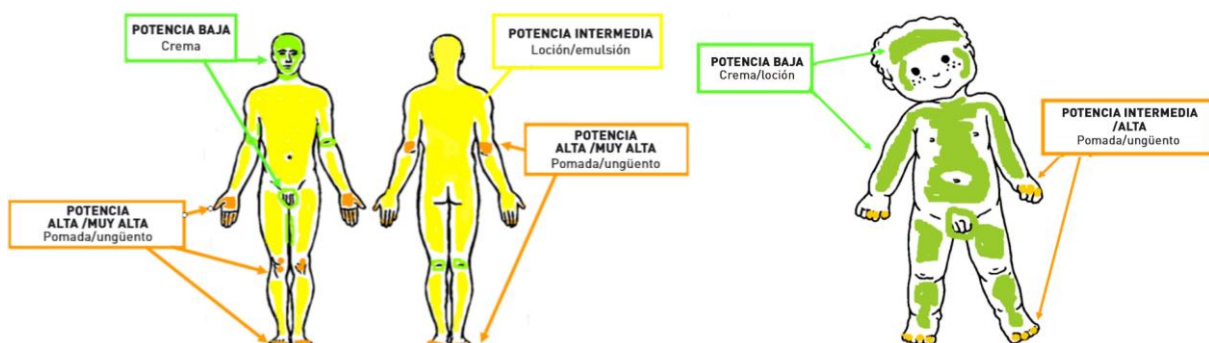 POTENCIA BAJA
Crema
POTENCIA INTERMEDIA
Loción/emulsión
POTENCIA
ALTA /MUY ALTA
Pomada/ungüento
POTENCIA
ALTA /MUY ALTA
Pomada/ungüento
POTENCIA BAJA
Crema/loción
POTENCIA INTERMEDIA
/ALTA
Pomada/ungüento